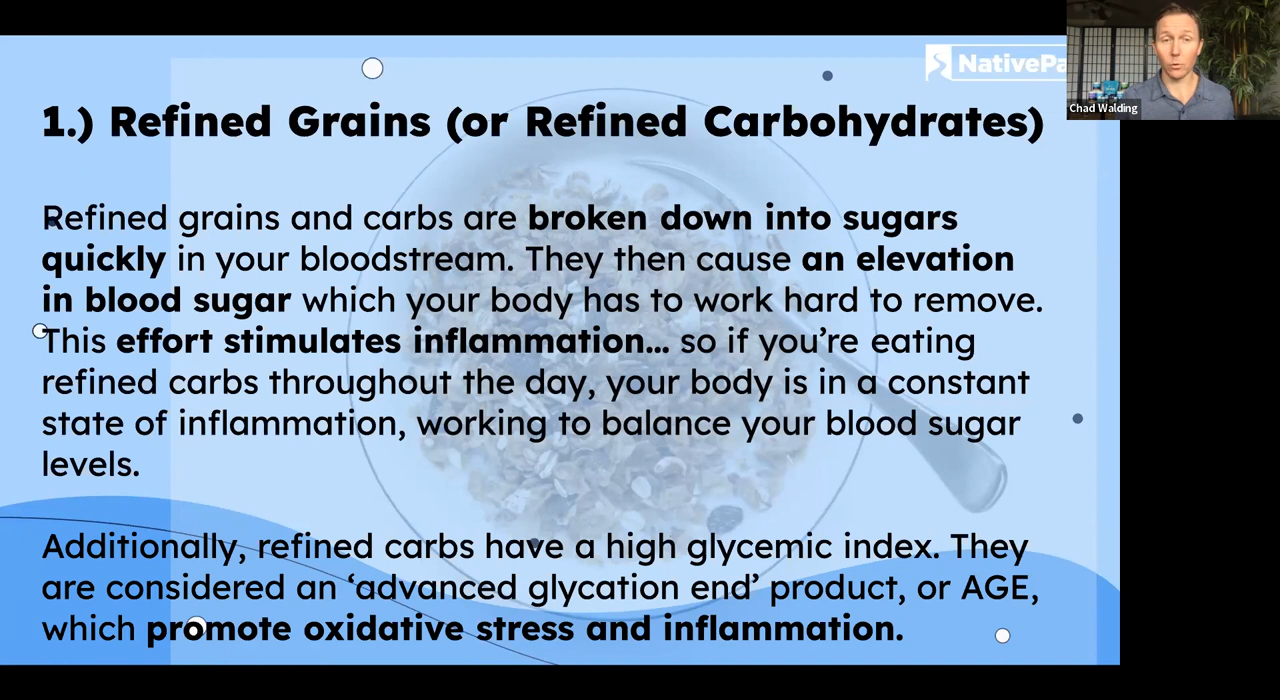 NativePa
Chad Walding
1.) Refined Grains (or Refined Carbohydrates)
Refined grains and carbs are broken down into sugars
quickly in your bloodstream. They then cause an elevation
in blood sugar which your body has to work hard to remove.
This effort stimulates inflammation... so if you’re eating
refined carbs throughout the day, your body is in a constant
state of inflammation, working to balance your blood sugar
levels.
Additionally, refined carbs have a high glycemic index. They
are considered an ‘advanced glycation end’ product, or AGE,
which promote oxidative stress and inflammation.